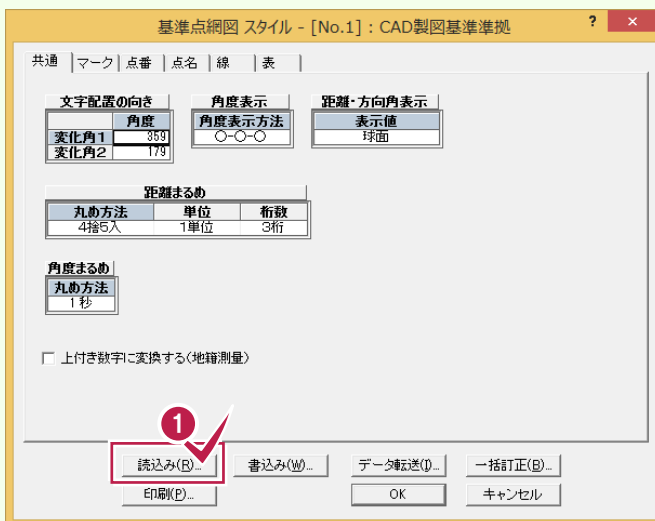 基準点網図 スタイル - [No.1] : CAD製図基準準拠 ? ×
共通 マーク 点番 点名 線 表
文字配置の向き 角度表示 距離・方向角表示
角度 角度表示方法 表示値
変化角1 359 ○-○-○ 球面
変化角2 179
距離まるめ
丸め方法 単位 桁数
4捨5入 1単位 3桁
角度まるめ
丸め方法
1秒
上付き数字に変換する(地籍測量)
1
読込み(R)... 書込み(W)... データ転送(I)... 一括訂正(B)...
印刷(P)... OK キャンセル